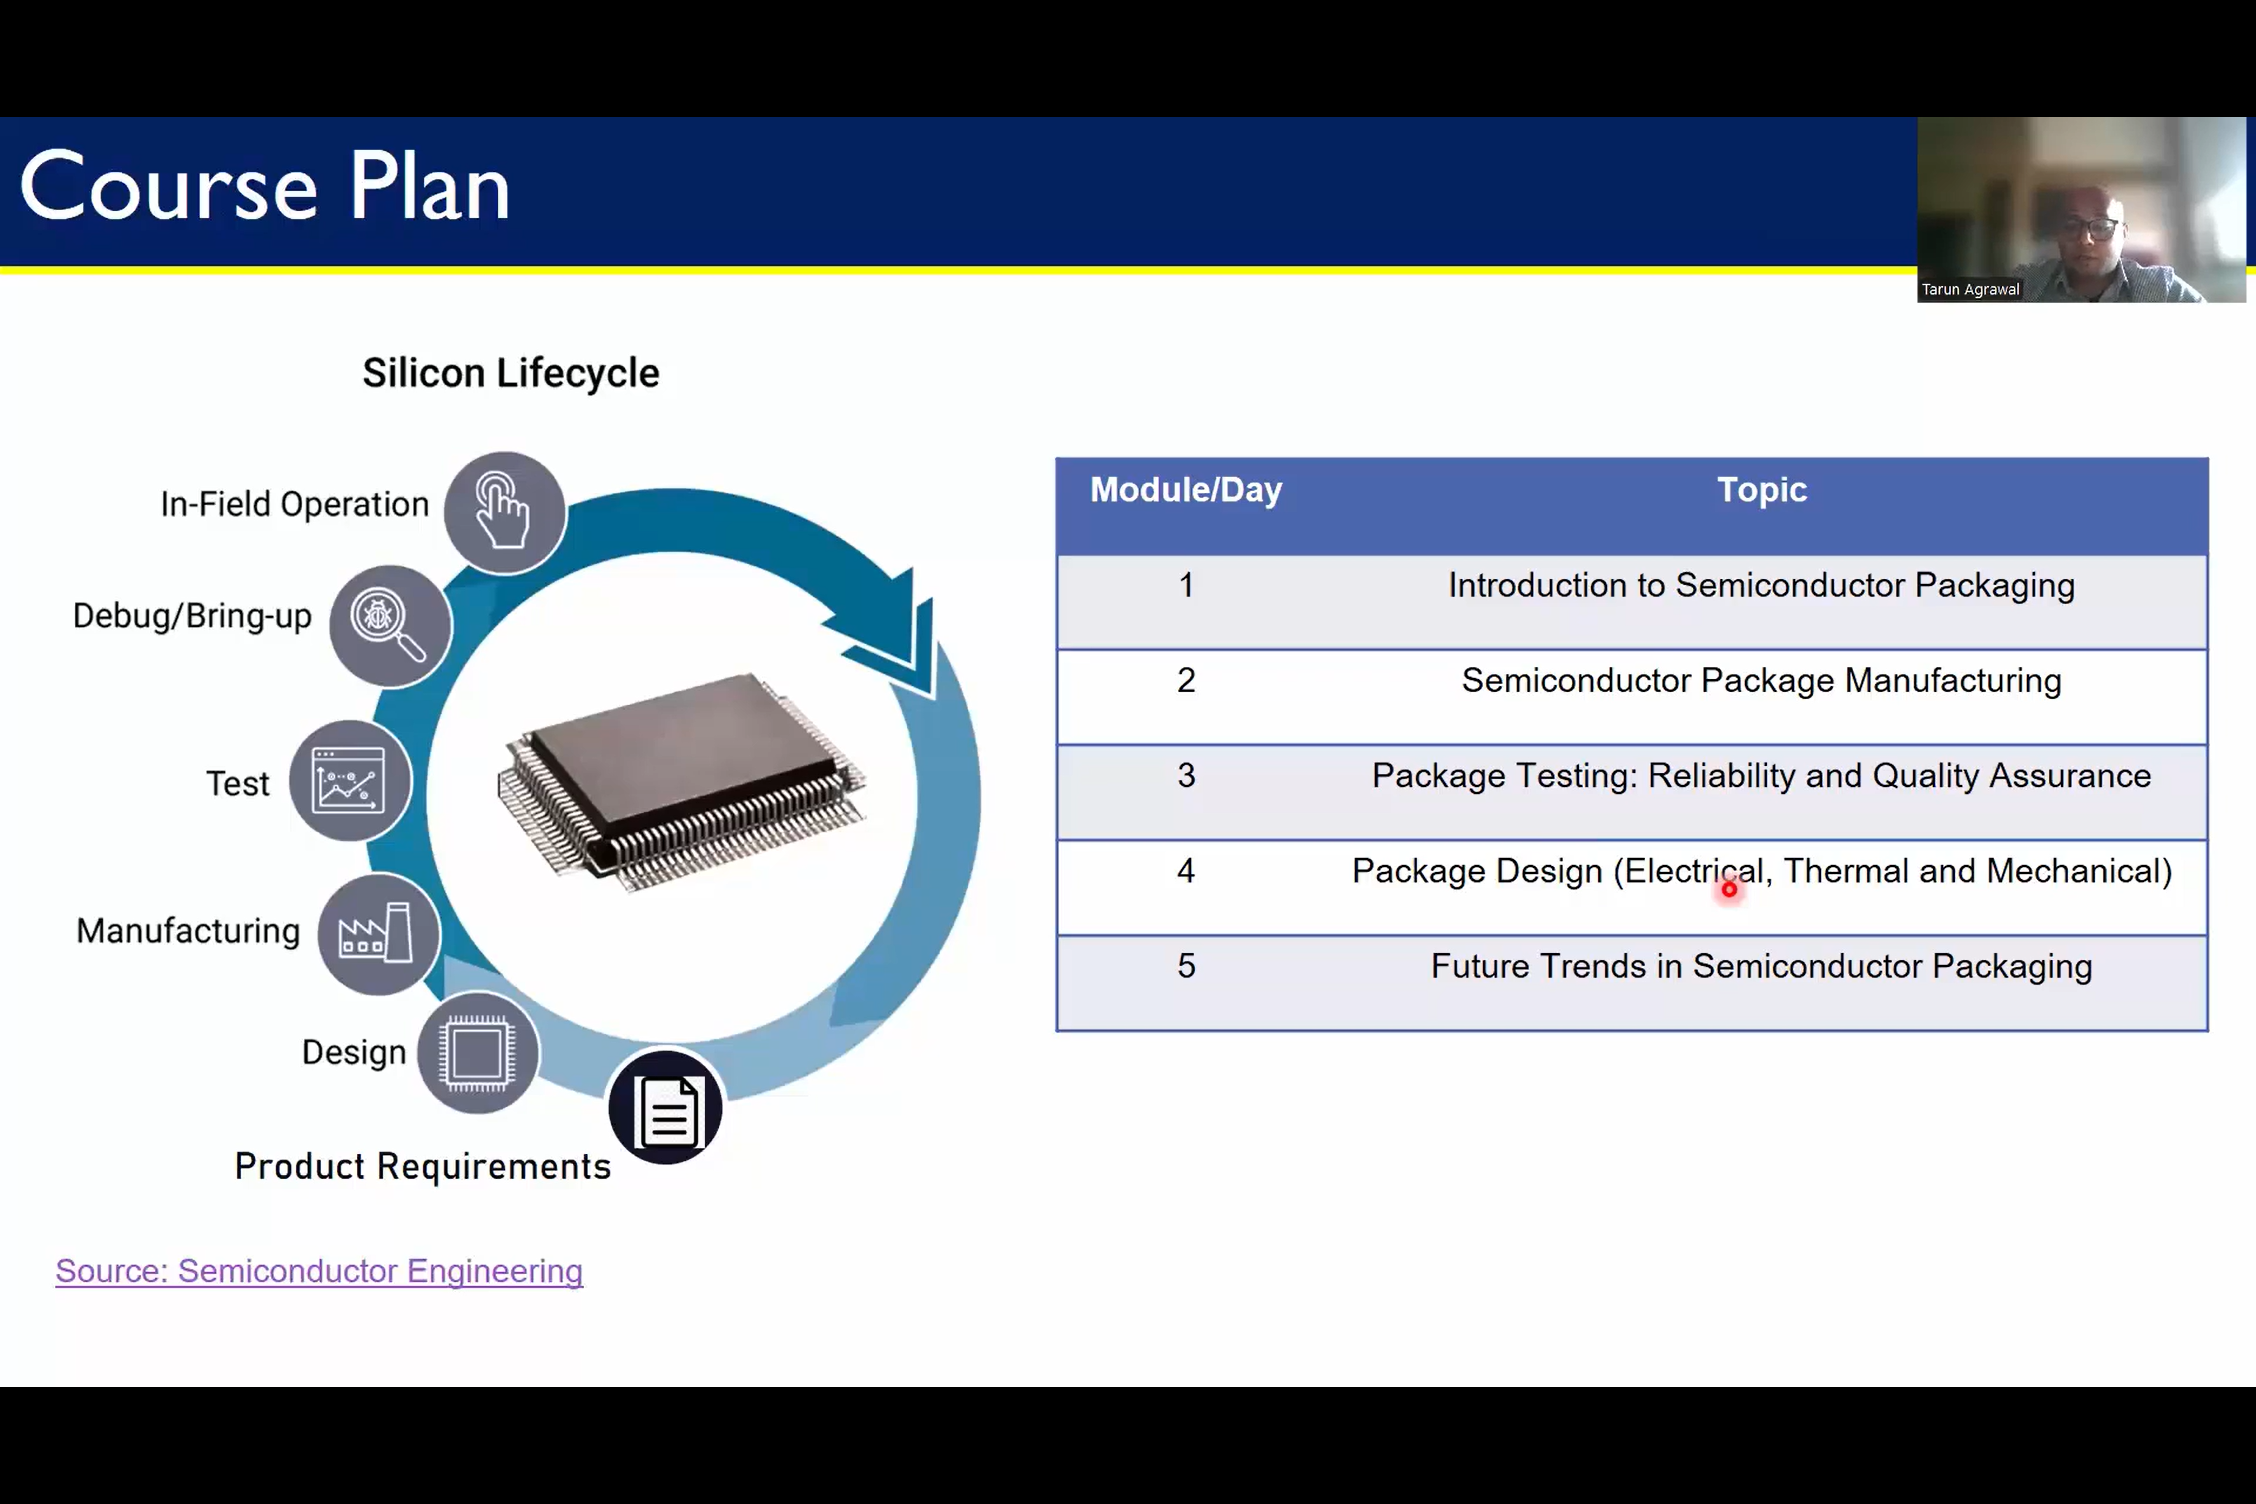 Course Plan
Tarun Agrawal
Silicon Lifecycle
In-Field Operation
Debug/Bring-up
Test
Manufacturing
Design
Product Requirements
Source: Semiconductor Engineering
Module/Day Topic
1 Introduction to Semiconductor Packaging
2 Semiconductor Package Manufacturing
3 Package Testing: Reliability and Quality Assurance
4 Package Design (Electrical, Thermal and Mechanical)
5 Future Trends in Semiconductor Packaging